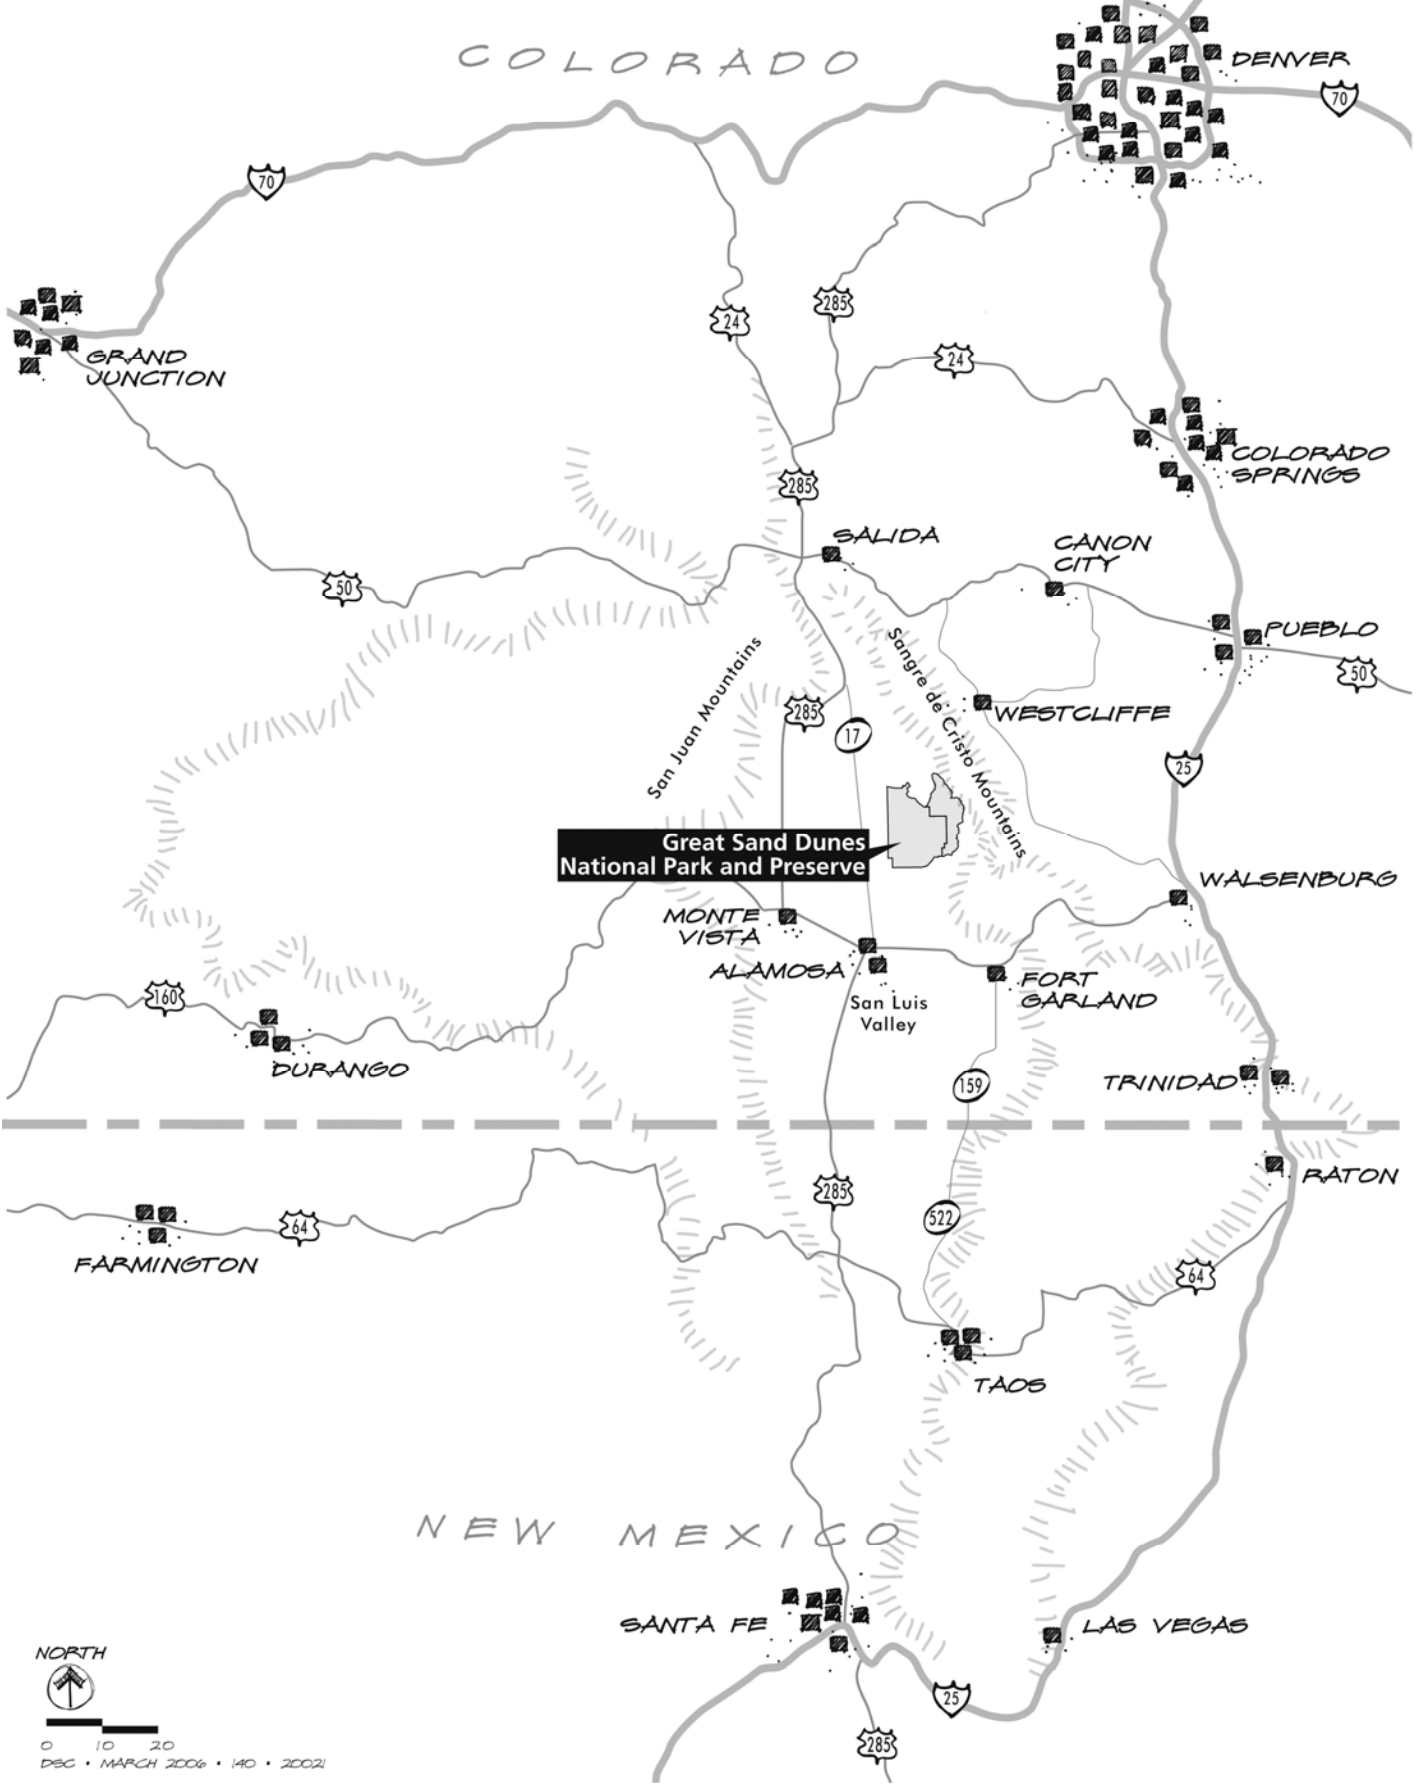 COLORADO
DENVER
70
70
24
285
24
GRAND
JUNCTION
COLORADO
SPRINGS
285
SALIDA
CANON
CITY
50
PUEBLO
50
San Juan Mountains
Sangre de Cristo Mountains
WESTCLIFFE
285
17
25
Great Sand Dunes
National Park and Preserve
WALSENBURG
MONTE
VISTA
ALAMOSA
FORT
GARLAND
San Luis
Valley
160
DURANGO
159
TRINIDAD
RATON
285
522
64
FARMINGTON
64
TAOS
NEW MEXICO
SANTA FE
LAS VEGAS
NORTH
25
285
0 10 20
DSC • MARCH 2006 • 140 • 20021